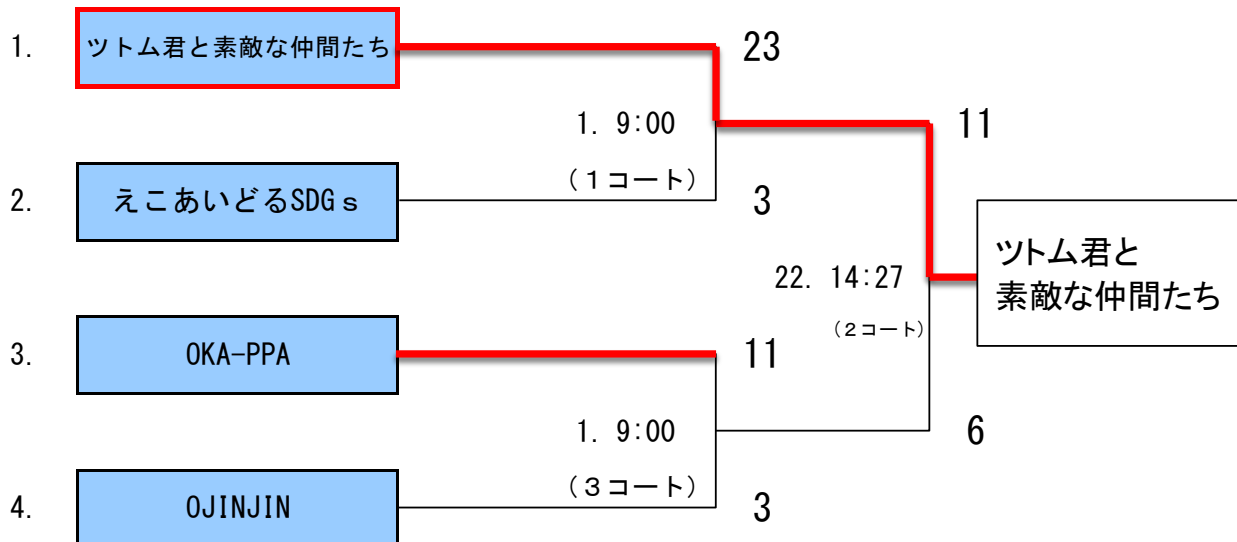 1.
ツトム君と素敵な仲間たち
23
1. 9:00
(1コート)
11
2.
えこあいどるSDGs
3
22. 14:27
(2コート)
ツトム君と
素敵な仲間たち
3.
OKA-PPA
11
1. 9:00
(3コート)
6
4.
OJINJIN
3